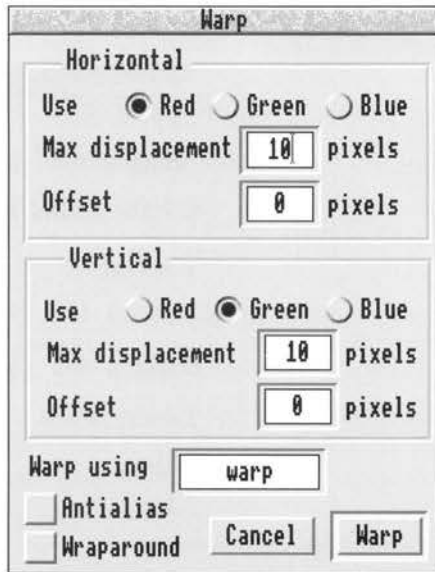 Warp
Horizontal
Use Red Green Blue
Max displacement 10 pixels
Offset 0 pixels
Vertical
Use Red Green Blue
Max displacement 10 pixels
Offset 0 pixels
Warp using warp
Antialias
Wraparound Cancel Warp